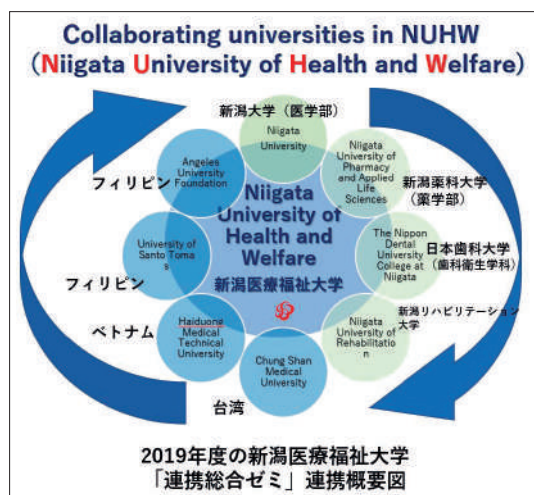 Collaborating universities in NUHW
(Niigata University of Health and Welfare)
新潟大学（医学部）
Niigata
University
Angeles
University
Foundation
フィリピン
Niigata
University of
Pharmacy
and Applied
Life
Sciences
新潟薬科大学
（薬学部）
Niigata
University of
Health and
Welfare
新潟医療福祉大学
University of
Santo Toma
s
フィリピン
The Nippon
Dental
University
College at
Niigata
日本歯科大学
（歯科衛生学科）
ベトナム
Haiduong
Medical
Technical
University
Niigata
University of
Rehabilitatio
n
新潟リハビリテーション
大学
Chung Shan
Medical
University
台湾
2019年度の新潟医療福祉大学
「連携総合ゼミ」連携概要図